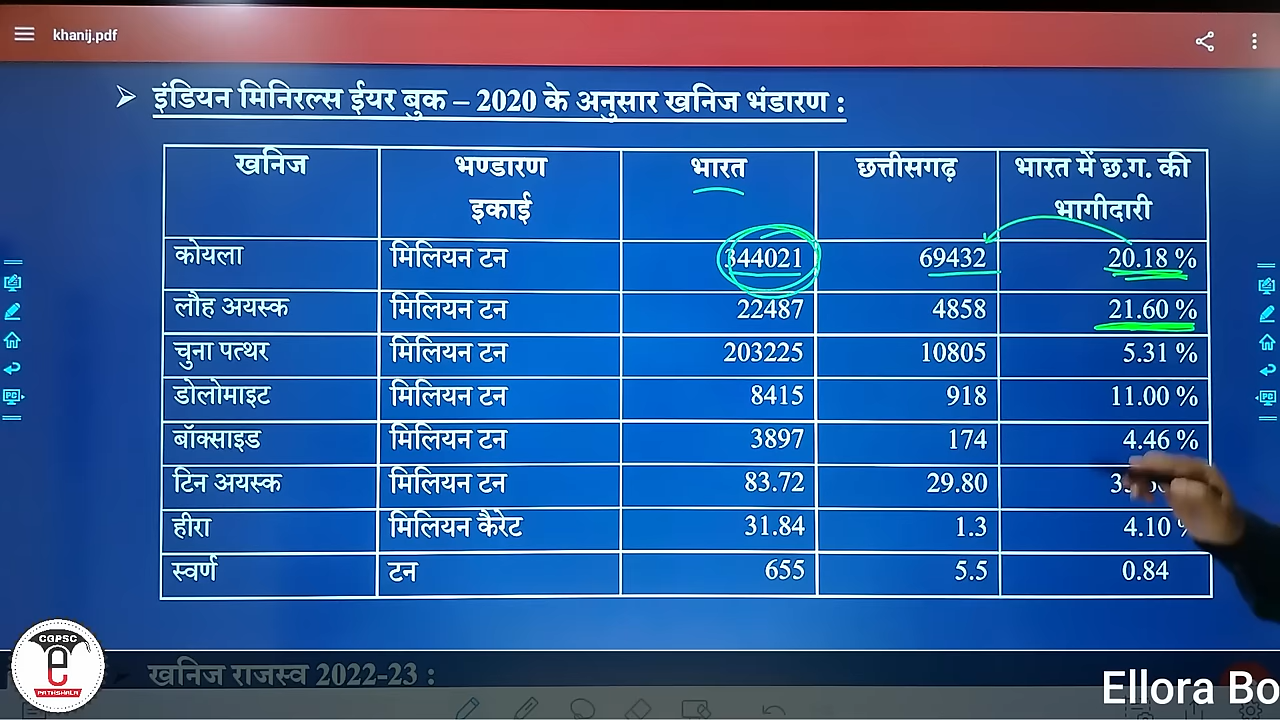 khanij.pdf
➤ इंडियन मिनिरल्स ईयर बुक – 2020 के अनुसार खनिज भंडारण :
खनिज भण्डारण इकाई भारत छत्तीसगढ़ भारत में छ.ग. की भागीदारी
कोयला मिलियन टन 344021 69432 20.18 %
लौह अयस्क मिलियन टन 22487 4858 21.60 %
चुना पत्थर मिलियन टन 203225 10805 5.31 %
डोलोमाइट मिलियन टन 8415 918 11.00 %
बॉक्साइड मिलियन टन 3897 174 4.46 %
टिन अयस्क मिलियन टन 83.72 29.80
हीरा मिलियन कैरेट 31.84 1.3 4.10 %
स्वर्ण टन 655 5.5 0.84
खनिज राजस्व 2022-23 :
CGPSC
e
PATHSHALA
Ellora Bo